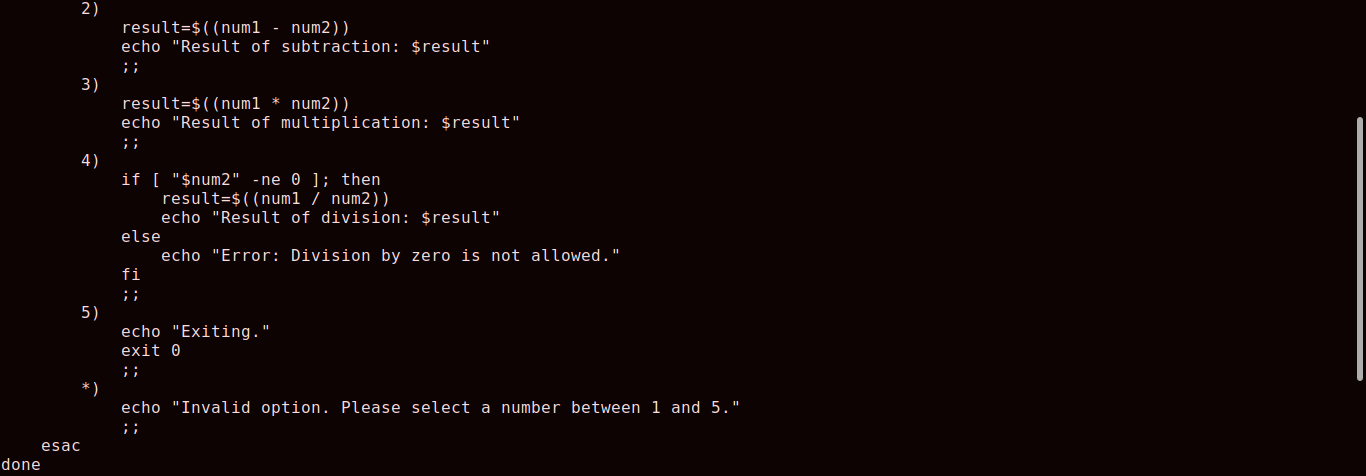 2)
            result=$((num1 - num2))
            echo "Result of subtraction: $result"
            ;;
        3)
            result=$((num1 * num2))
            echo "Result of multiplication: $result"
            ;;
        4)
            if [ "$num2" -ne 0 ]; then
                result=$((num1 / num2))
                echo "Result of division: $result"
            else
                echo "Error: Division by zero is not allowed."
            fi
            ;;
        5)
            echo "Exiting."
            exit 0
            ;;
        *)
            echo "Invalid option. Please select a number between 1 and 5."
            ;;
    esac
done